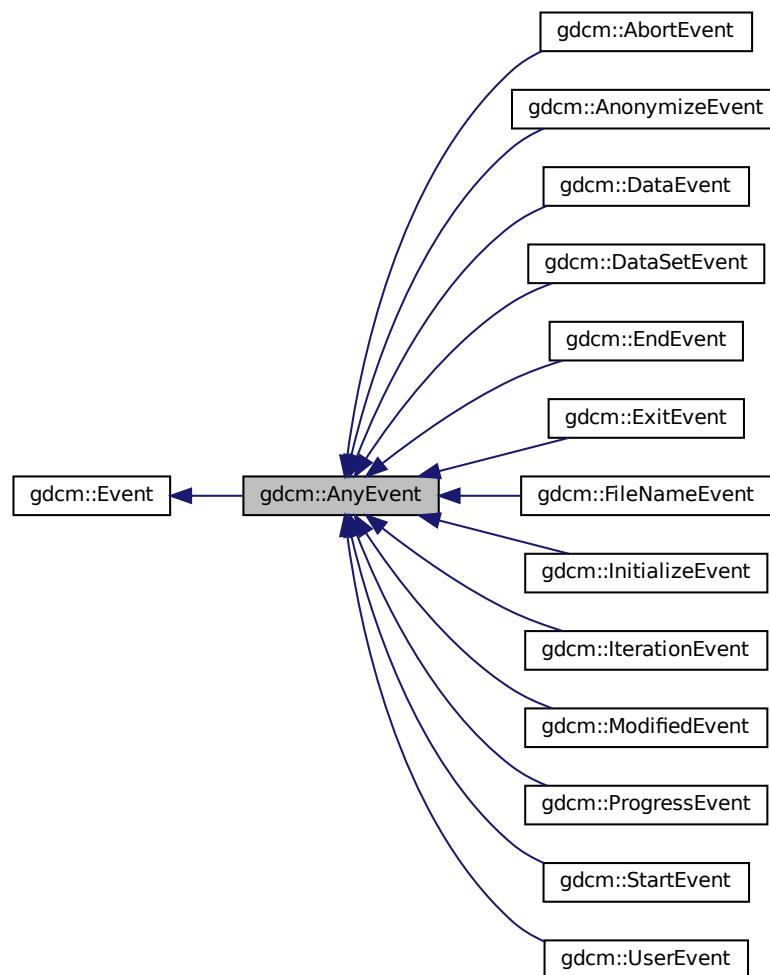 gdcm::AbortEvent
gdcm::AnonymizeEvent
gdcm::DataEvent
gdcm::DataSetEvent
gdcm::EndEvent
gdcm::ExitEvent
gdcm::Event
gdcm::AnyEvent
gdcm::FileNameEvent
gdcm::InitializeEvent
gdcm::IterationEvent
gdcm::ModifiedEvent
gdcm::ProgressEvent
gdcm::StartEvent
gdcm::UserEvent